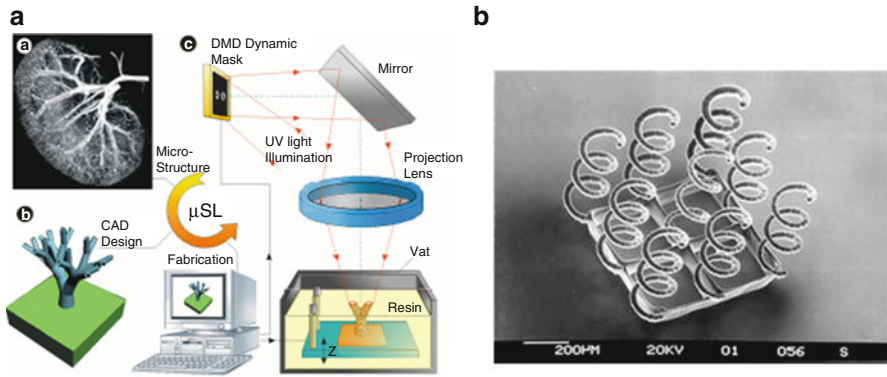 a
a
Micro-
Structure
b
CAD
Design
μSL
Fabrication
c
DMD Dynamic
Mask
Mirror
UV light
Illumination
Projection
Lens
Vat
Resin
Z
b
200µM 20KV 01 056 S